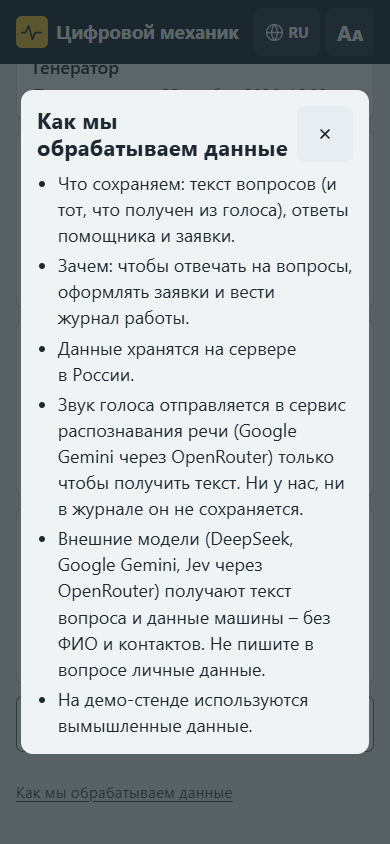 Цифровой механик
RU
Aᴀ
Генератор
Как мы
обрабатываем данные
×
• Что сохраняем: текст вопросов (и
тот, что получен из голоса), ответы
помощника и заявки.
• Зачем: чтобы отвечать на вопросы,
оформлять заявки и вести
журнал работы.
• Данные хранятся на сервере
в России.
• Звук голоса отправляется в сервис
распознавания речи (Google
Gemini через OpenRouter) только
чтобы получить текст. Ни у нас, ни
в журнале он не сохраняется.
• Внешние модели (DeepSeek,
Google Gemini, Jev через
OpenRouter) получают текст
вопроса и данные машины – без
ФИО и контактов. Не пишите в
вопросе личные данные.
• На демо-стенде используются
вымышленные данные.
Как мы обрабатываем данные